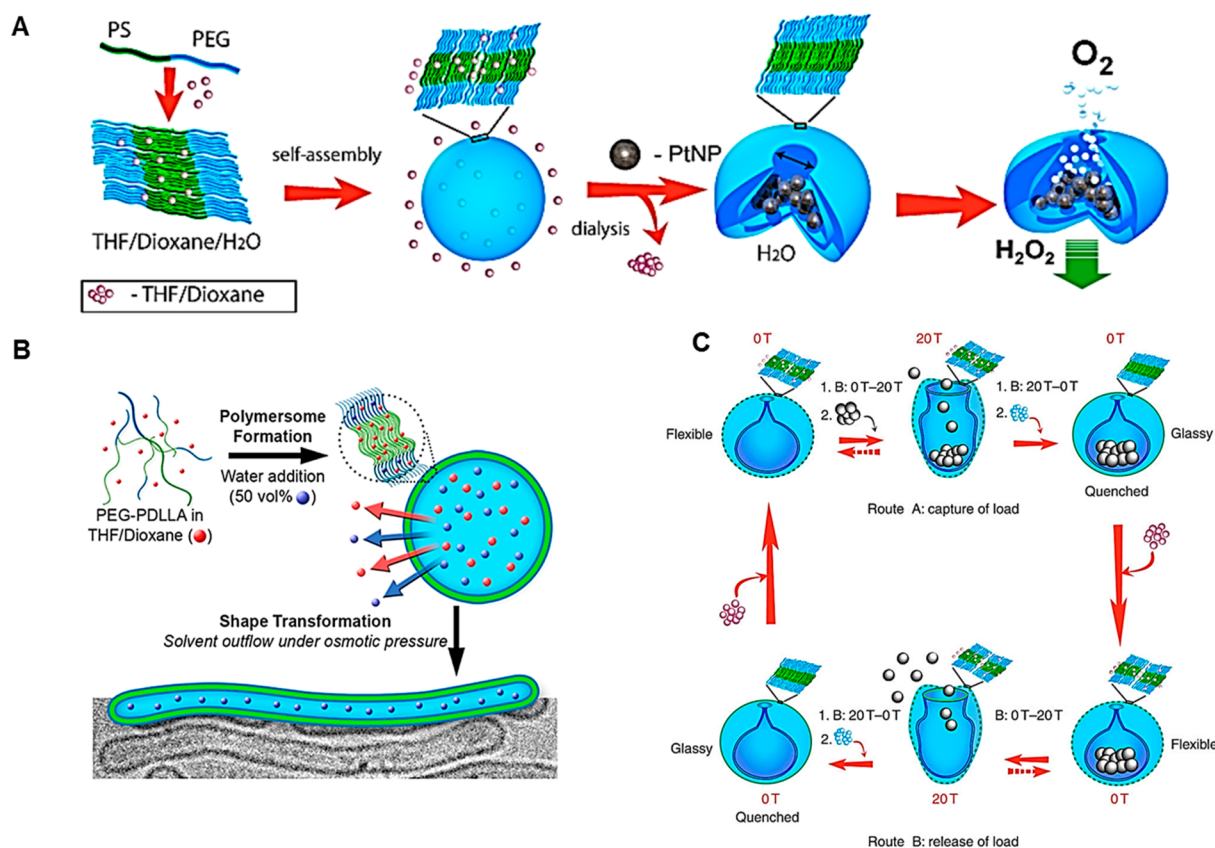 A
PS
PEG
THF/Dioxane/H2O
- THF/Dioxane
self-assembly
- PtNP
dialysis
H2O
O2
H2O2
B
PEG-PDLLA in
THF/Dioxane ( )
Polymersome
Formation
Water addition
(50 vol% )
Shape Transformation
Solvent outflow under osmotic pressure
C
0T
20T
0T
Flexible
1. B: 0T–20T
2.
1. B: 20T–0T
2.
Glassy
Quenched
Route A: capture of load
Glassy
1. B: 20T–0T
2.
B: 0T–20T
Flexible
0T
Quenched
20T
0T
Route B: release of load